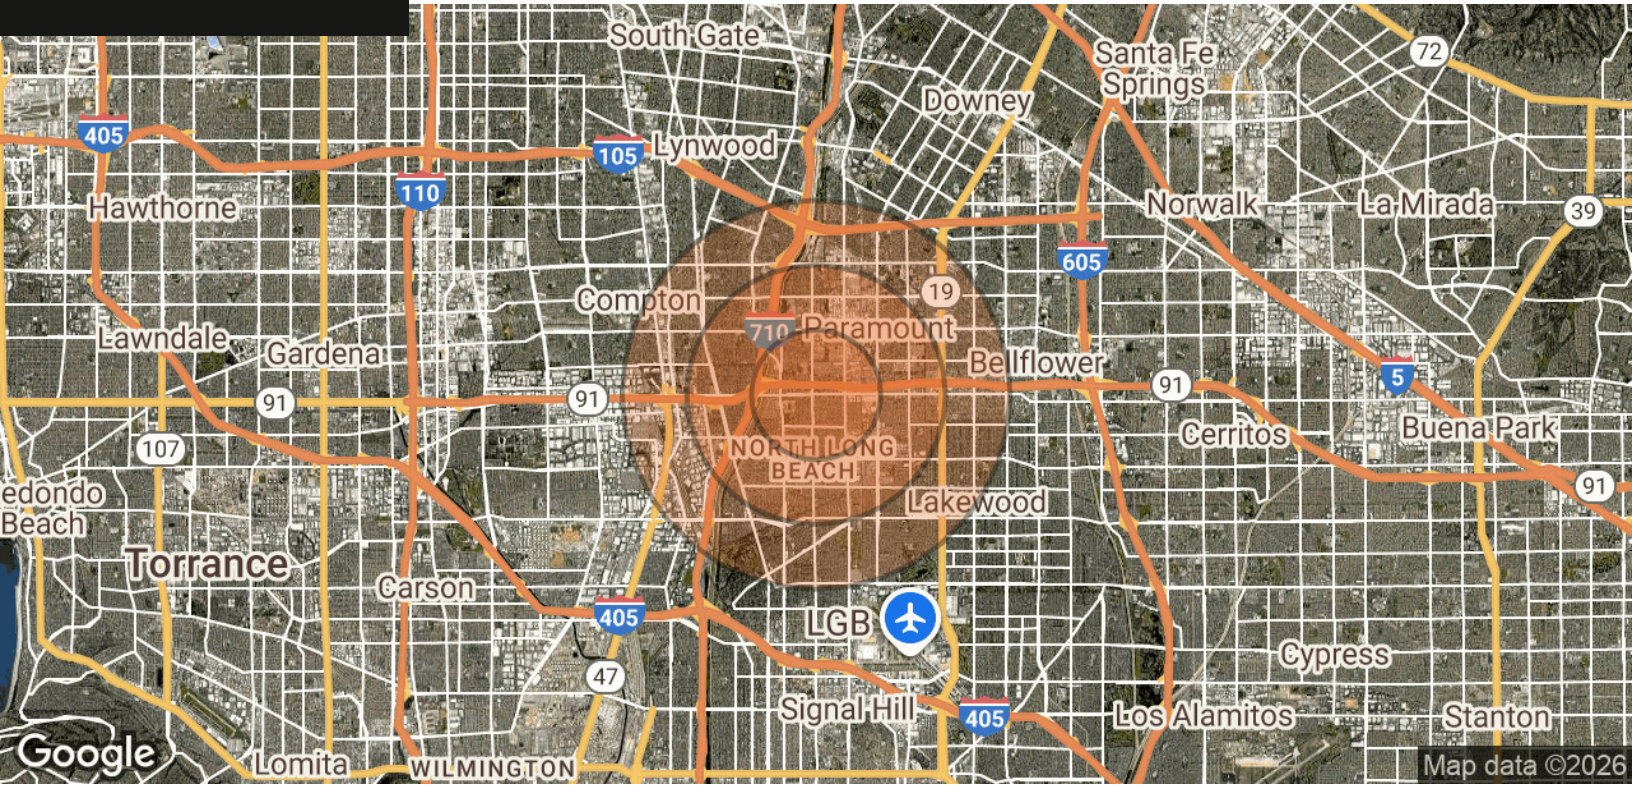 South Gate
Santa Fe
Springs
72
Downey
405
105
Lynwood
110
Hawthorne
Norwalk
La Mirada
39
605
Compton
19
710
Paramount
Lawndale
Gardena
Bellflower
5
91
91
91
107
NORTH LONG
BEACH
Cerritos
Buena Park
91
edondo
Beach
Lakewood
Torrance
Carson
405
LGB
47
Cypress
Signal Hill
405
Los Alamitos
Stanton
Google
Lomita
WILMINGTON
Map data ©2026